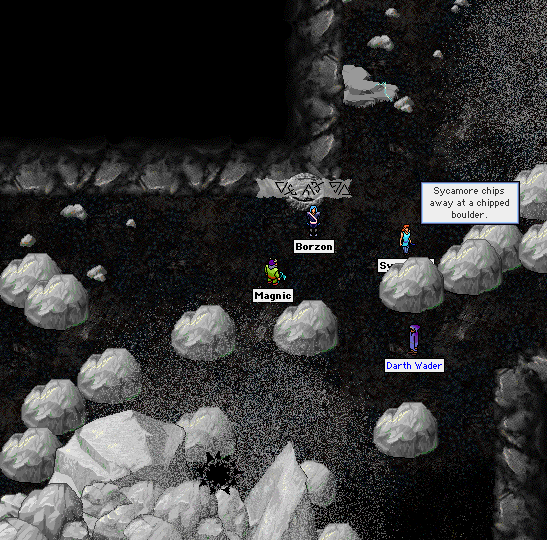 Sycamore chips
away at a chipped
boulder.
Borzon
Magnic
Darth Wader